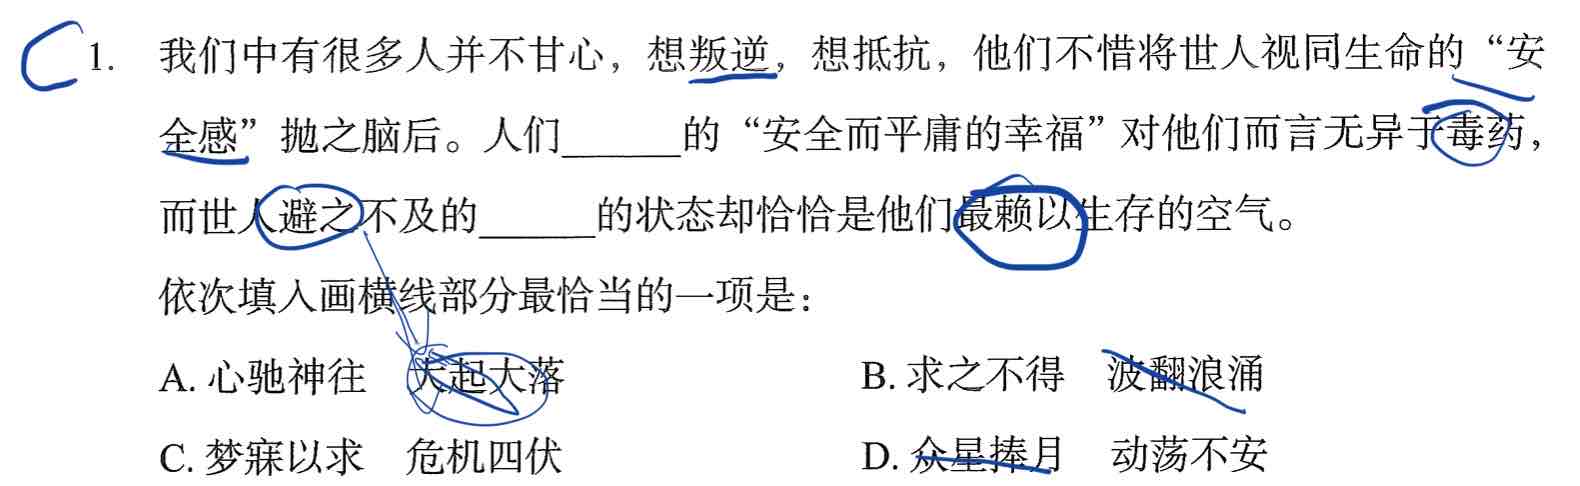 1. 我们中有很多人并不甘心，想叛逆，想抵抗，他们不惜将世人视同生命的“安
全感”抛之脑后。人们______的“安全而平庸的幸福”对他们而言无异于毒药，
而世人避之不及的______的状态却恰恰是他们最赖以生存的空气。
依次填入画横线部分最恰当的一项是：
A. 心驰神往 大起大落 B. 求之不得 波翻浪涌
C. 梦寐以求 危机四伏 D. 众星捧月 动荡不安